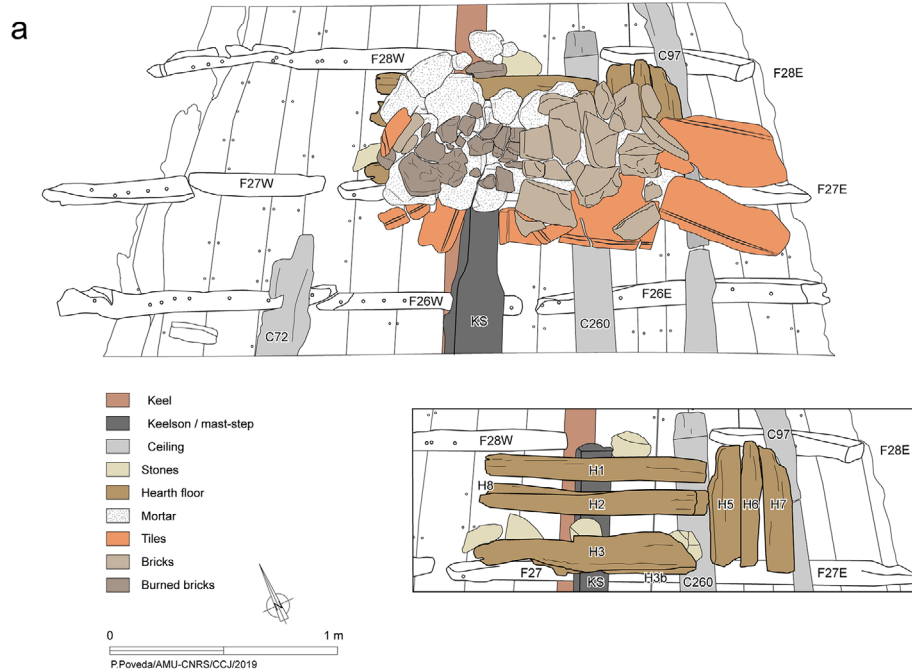 a
F28W
C97
F28E
F27W
F27E
F26W
F26E
KS
C260
C72
Keel
Keelson / mast-step
Ceiling
Stones
Hearth floor
Mortar
Tiles
Bricks
Burned bricks
N
0 1 m
P.Poveda/AMU-CNRS/CCJ/2019
F28W
C97
F28E
H1
H8
H2
H5
H6
H7
H3
F27
H3b
KS
C260
F27E